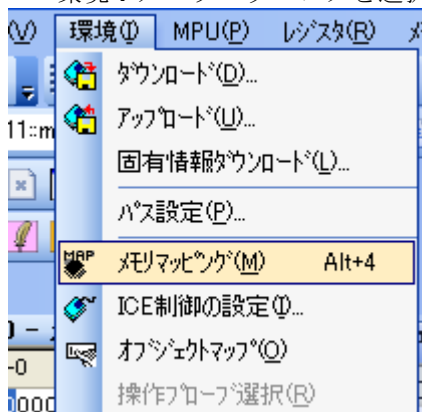 (V) 環境(I) MPU(P) レジスタ(R)
ダウンロード(D)...
アップロード(U)...
11::m
固有情報ダウンロード(L)...
パス設定(P)...
MAP メモリマッピング(M) Alt+4
ICE制御の設定(I)...
オブジェクトマップ(O)
-0
操作プローブ選択(R)
0000